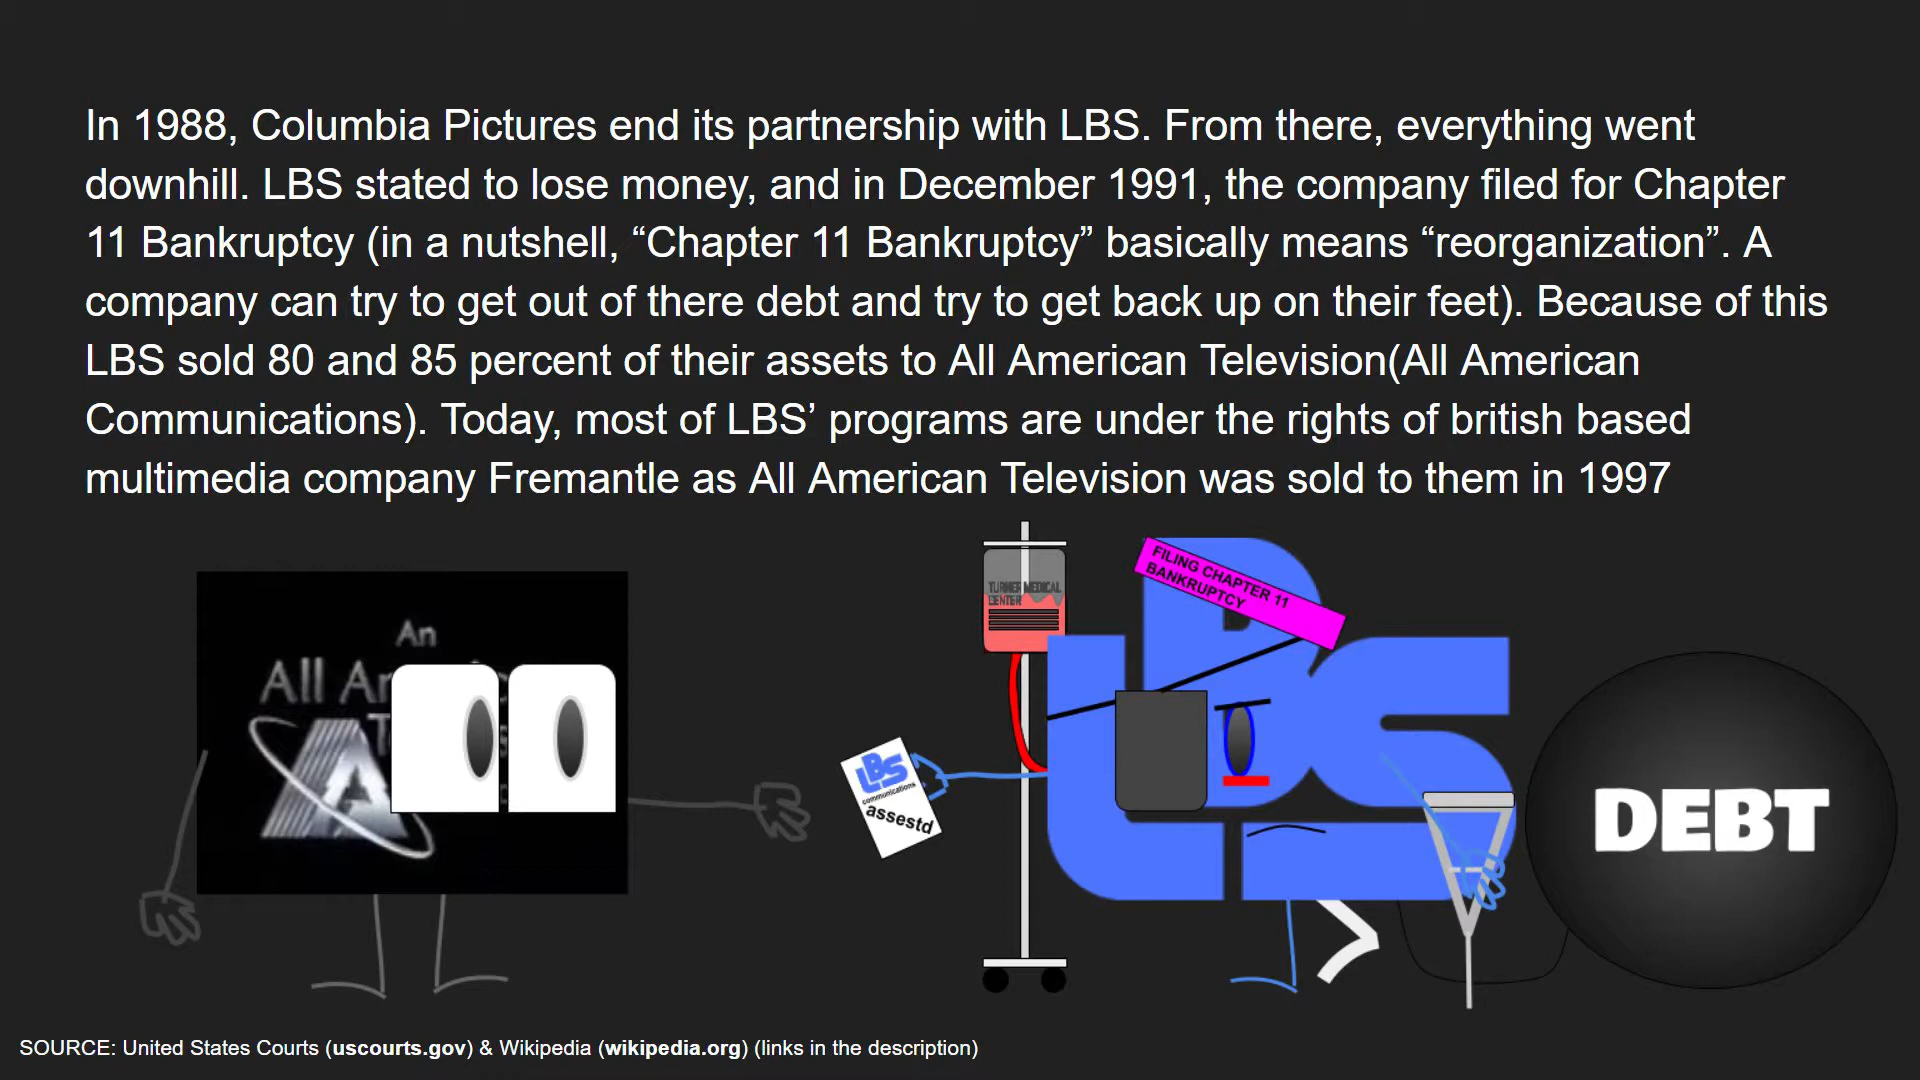 In 1988, Columbia Pictures end its partnership with LBS. From there, everything went
downhill. LBS stated to lose money, and in December 1991, the company filed for Chapter
11 Bankruptcy (in a nutshell, “Chapter 11 Bankruptcy” basically means “reorganization”. A
company can try to get out of there debt and try to get back up on their feet). Because of this
LBS sold 80 and 85 percent of their assets to All American Television(All American
Communications). Today, most of LBS’ programs are under the rights of british based
multimedia company Fremantle as All American Television was sold to them in 1997
FILING CHAPTER 11
BANKRUPTCY
TURNER MEDICAL
CENTER
An
All
LBS
communications
assestd
LBS
DEBT
SOURCE: United States Courts (uscourts.gov) & Wikipedia (wikipedia.org) (links in the description)